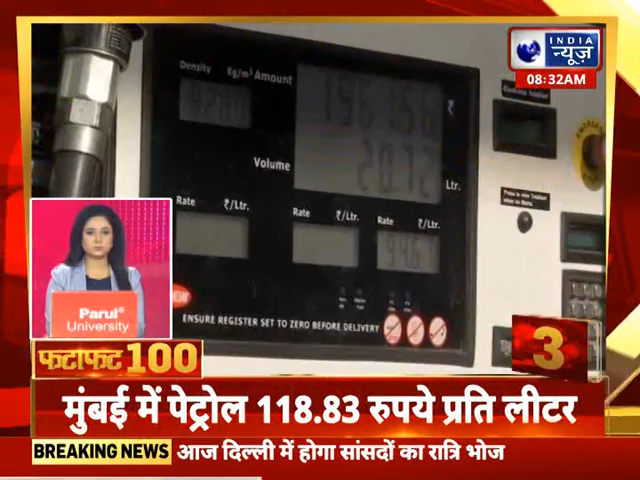 INDIA
न्यूज़
08:32AM
Density Kg/m³ Amount
₹
Volume
Ltr.
Rate ₹/Ltr.
Rate ₹/Ltr.
Rate ₹/Ltr.
ENSURE REGISTER SET TO ZERO BEFORE DELIVERY
Parul®
University
फटाफट 100
3
मुंबई में पेट्रोल 118.83 रुपये प्रति लीटर
BREAKING NEWS आज दिल्ली में होगा सांसदों का रात्रि भोज